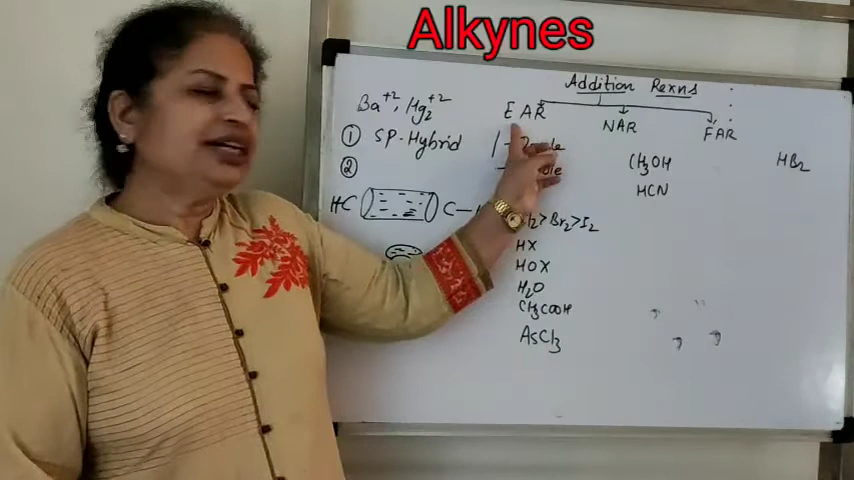 Alkynes
Addition Rexns
Ba+2, Hg2+2
EAR
NAR
FAR
① SP-Hybrid
②
CH3OH
HCN
HBr
HC
C-
>Br2>I2
HX
HOX
H2O
CH3COOH
AsCl3